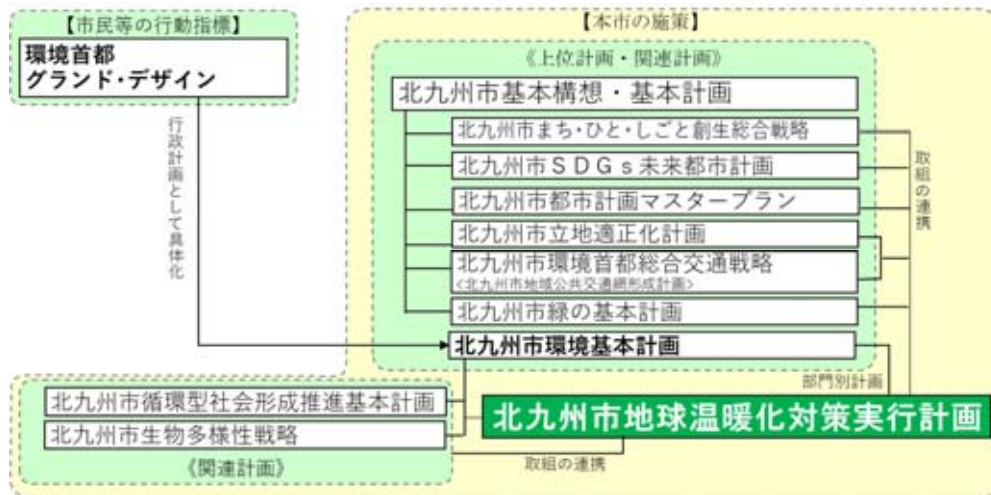 【市民等の行動指標】
環境首都
グランド・デザイン
行政計画として具体化
【本市の施策】
《上位計画・関連計画》
北九州市基本構想・基本計画
北九州市まち・ひと・しごと創生総合戦略
北九州市SDGs未来都市計画
北九州市都市計画マスタープラン
北九州市立地適正化計画
北九州市環境首都総合交通戦略
<北九州市地域公共交通網形成計画>
北九州市緑の基本計画
北九州市環境基本計画
取組の連携
部門別計画
北九州市地球温暖化対策実行計画
北九州市循環型社会形成推進基本計画
北九州市生物多様性戦略
《関連計画》
取組の連携